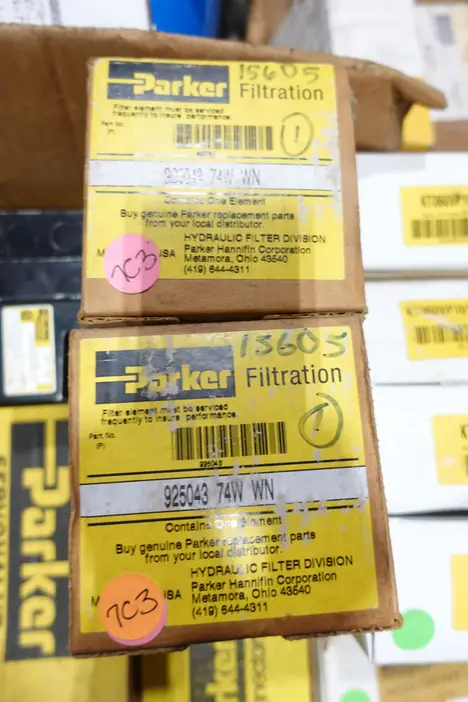 15605
Parker Filtration
Filter element must be serviced
frequently to insure performance.
Part No.
(P)
1
925043 74W WN
Contains One Element
Buy genuine Parker replacement parts
from your local distributor.
HYDRAULIC FILTER DIVISION
Parker Hannifin Corporation
Metamora, Ohio 43540
(419) 644-4311
7C3
15605
Parker Filtration
Filter element must be serviced
frequently to insure performance.
Part No.
(P)
1
925043
925043 74W WN
Contains One Element
Buy genuine Parker replacement parts
from your local distributor.
HYDRAULIC FILTER DIVISION
Parker Hannifin Corporation
Metamora, Ohio 43540
(419) 644-4311
SA
7C3
Parker